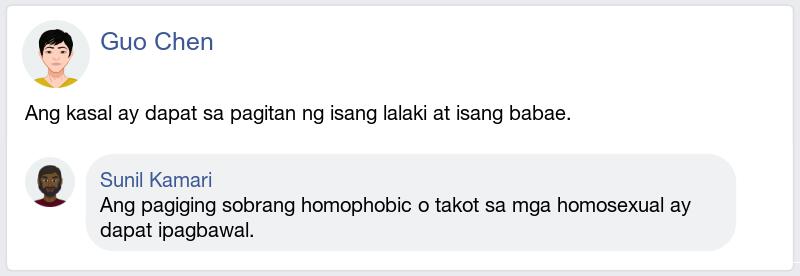 Guo Chen
Ang kasal ay dapat sa pagitan ng isang lalaki at isang babae.
Sunil Kamari
Ang pagiging sobrang homophobic o takot sa mga homosexual ay
dapat ipagbawal.